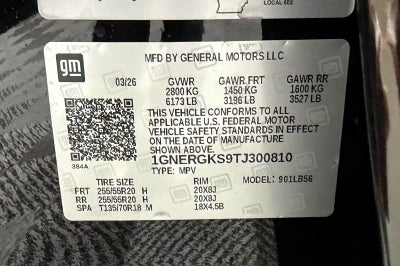 LOCAL 602
gm
MFD BY GENERAL MOTORS LLC
03/26 GVWR GAWR FRT GAWR RR
2800 KG 1450 KG 1600 KG
6173 LB 3196 LB 3527 LB
THIS VEHICLE CONFORMS TO ALL
APPLICABLE U.S. FEDERAL MOTOR
VEHICLE SAFETY STANDARDS IN EFFECT
ON THE DATE OF MANUFACTURE SHOWN ABOVE.
1GNERGKS9TJ300810
384A
TYPE: MPV MODEL: 901LB56
TIRE SIZE RIM
FRT 255/55R20 H 20X8J
RR 255/55R20 H 20X8J
SPA T135/70R18 M 18X4.5B